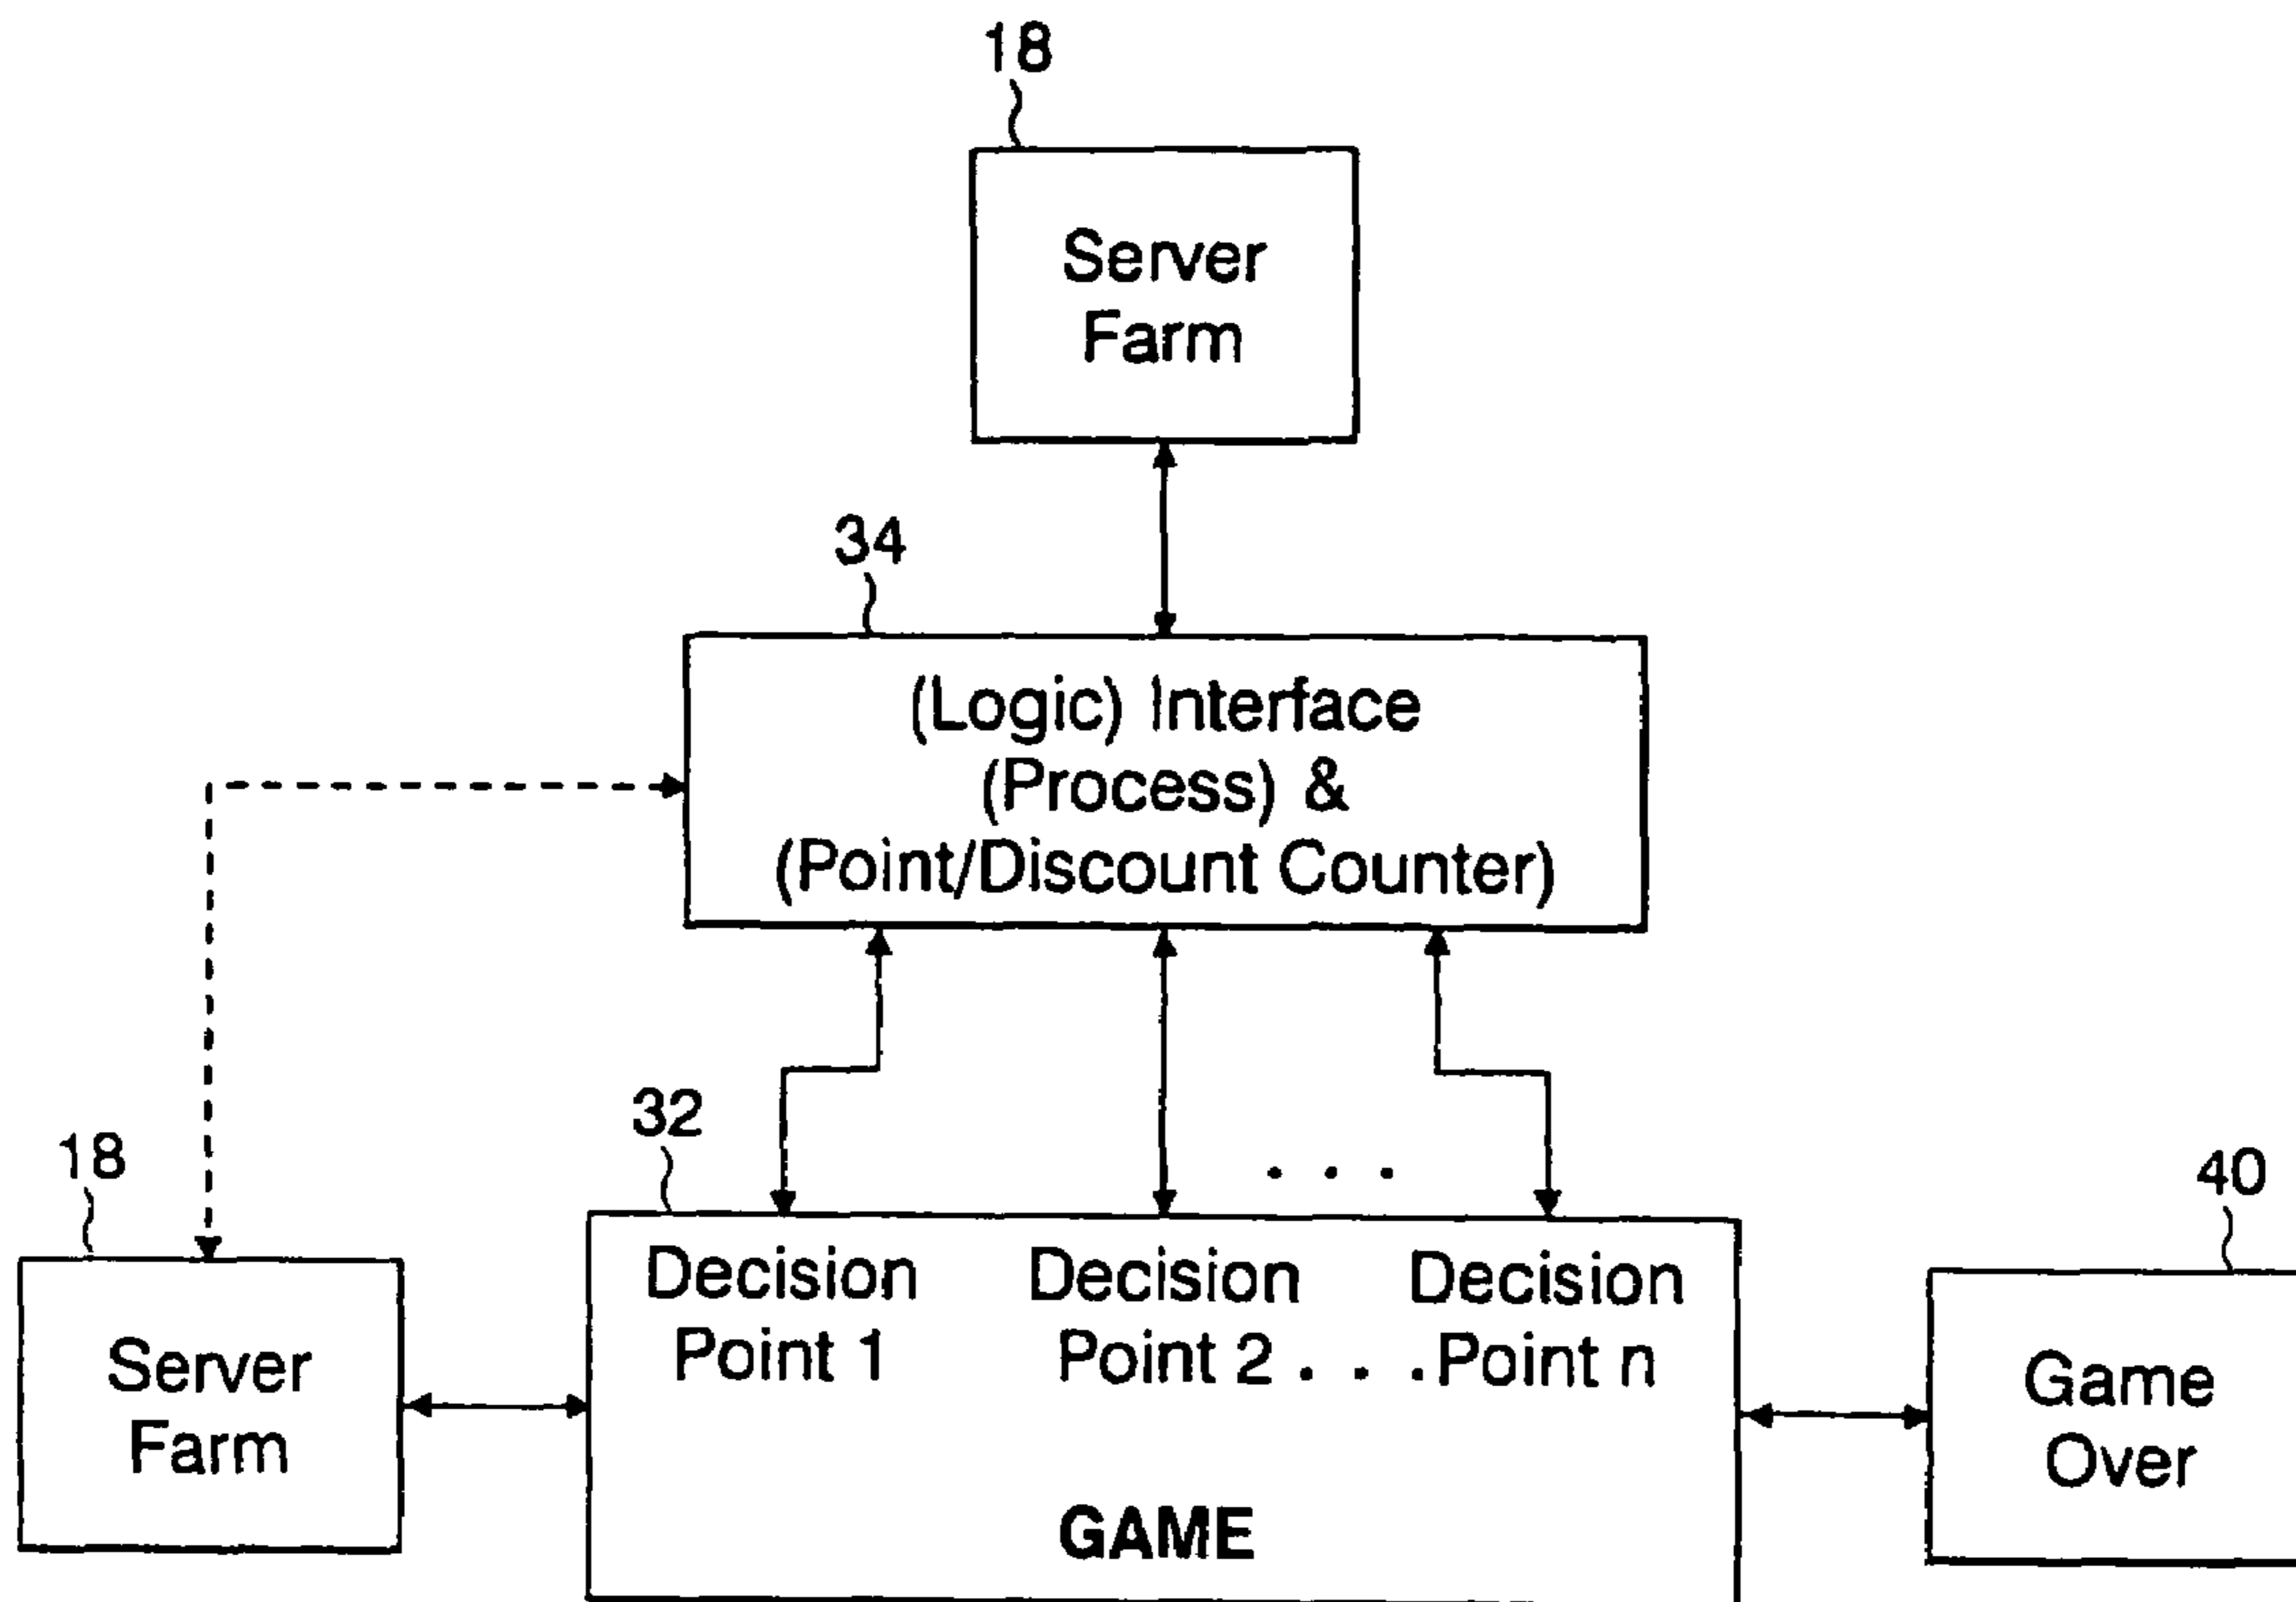 18
Server
Farm
34
(Logic) Interface
(Process) &
(Point/Discount Counter)
32
. . .
18
40
Decision Decision Decision
Point 1 Point 2 . . . Point n
Server
Farm
Game
Over
GAME